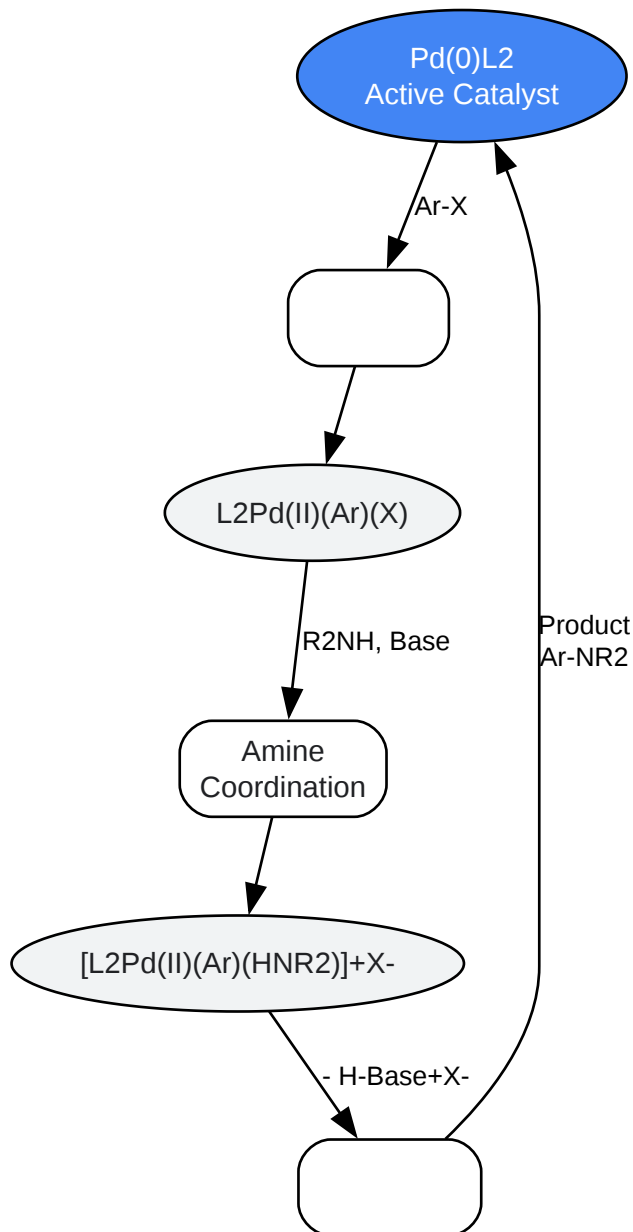 Pd(0)L2
Active Catalyst
Ar-X
L2Pd(II)(Ar)(X)
R2NH, Base
Product
Ar-NR2
Amine
Coordination
[L2Pd(II)(Ar)(HNR2)]+X-
- H-Base+X-